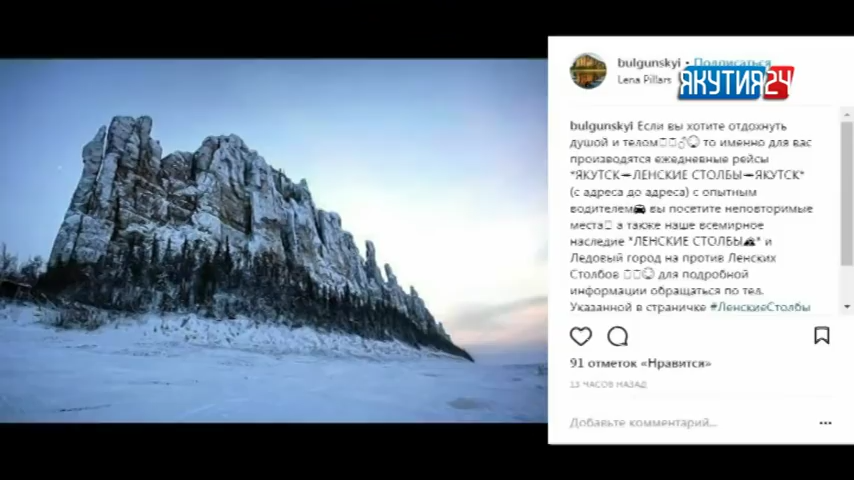 bulgunskyi • Подписаться
Lena Pillars
ЯКУТИЯ24
bulgunskyi Если вы хотите отдохнуть
душой и телом то именно для вас
производятся ежедневные рейсы
*ЯКУТСК➖ЛЕНСКИЕ СТОЛБЫ➖ЯКУТСК*
(с адреса до адреса) с опытным
водителем🚘 вы посетите неповторимые
места а также наше всемирное
наследие *ЛЕНСКИЕ СТОЛБЫ🏔* и
Ледовый город на против Ленских
Столбов для подробной
информации обращаться по тел.
Указанной в страничке #ЛенскиеСтолбы
91 отметок «Нравится»
13 ЧАСОВ НАЗАД
Добавьте комментарий...